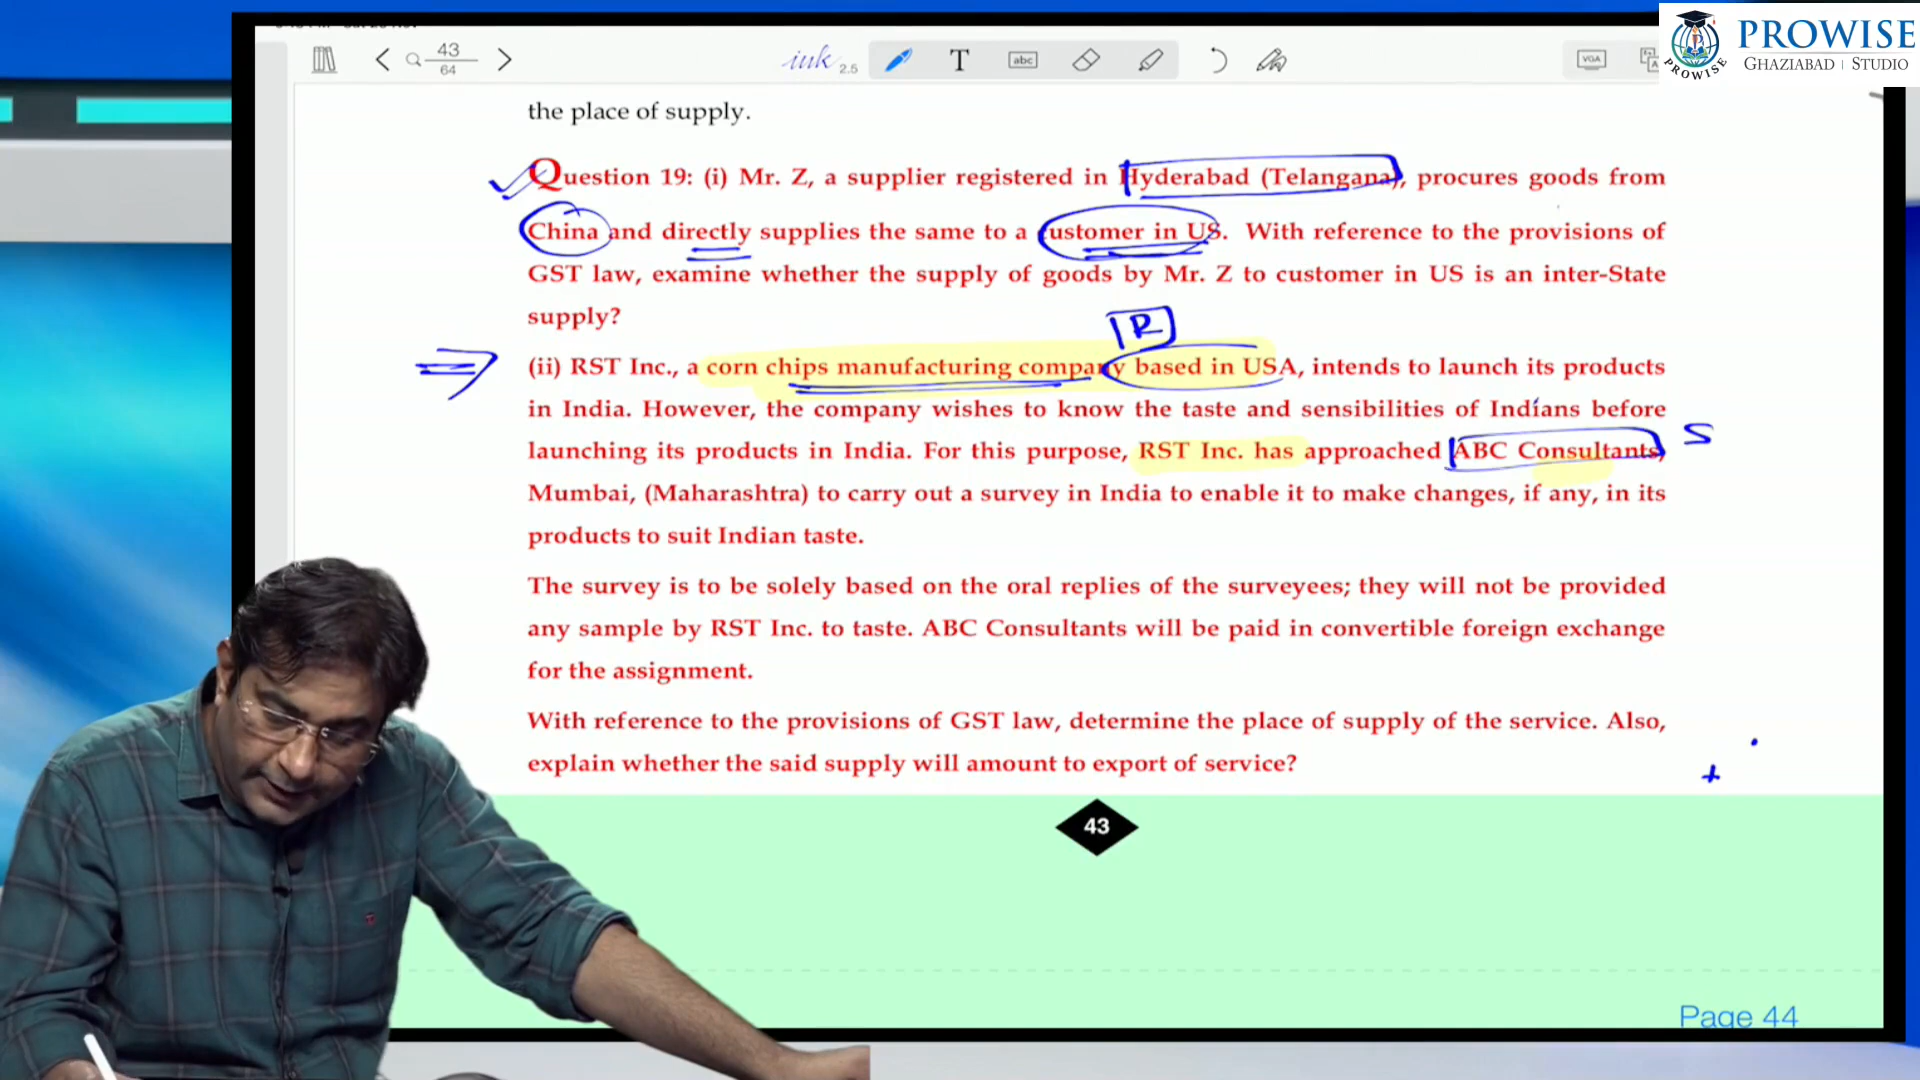 PROWISE
GHAZIABAD | STUDIO
PROWISE
43
64
ink 2.5
T
abc
VGA
the place of supply.
Question 19: (i) Mr. Z, a supplier registered in Hyderabad (Telangana), procures goods from
China and directly supplies the same to a customer in US. With reference to the provisions of
GST law, examine whether the supply of goods by Mr. Z to customer in US is an inter-State
supply?
R
(ii) RST Inc., a corn chips manufacturing company based in USA, intends to launch its products
in India. However, the company wishes to know the taste and sensibilities of Indians before
launching its products in India. For this purpose, RST Inc. has approached ABC Consultants, S
Mumbai, (Maharashtra) to carry out a survey in India to enable it to make changes, if any, in its
products to suit Indian taste.
The survey is to be solely based on the oral replies of the surveyees; they will not be provided
any sample by RST Inc. to taste. ABC Consultants will be paid in convertible foreign exchange
for the assignment.
With reference to the provisions of GST law, determine the place of supply of the service. Also,
explain whether the said supply will amount to export of service?
43
Page 44